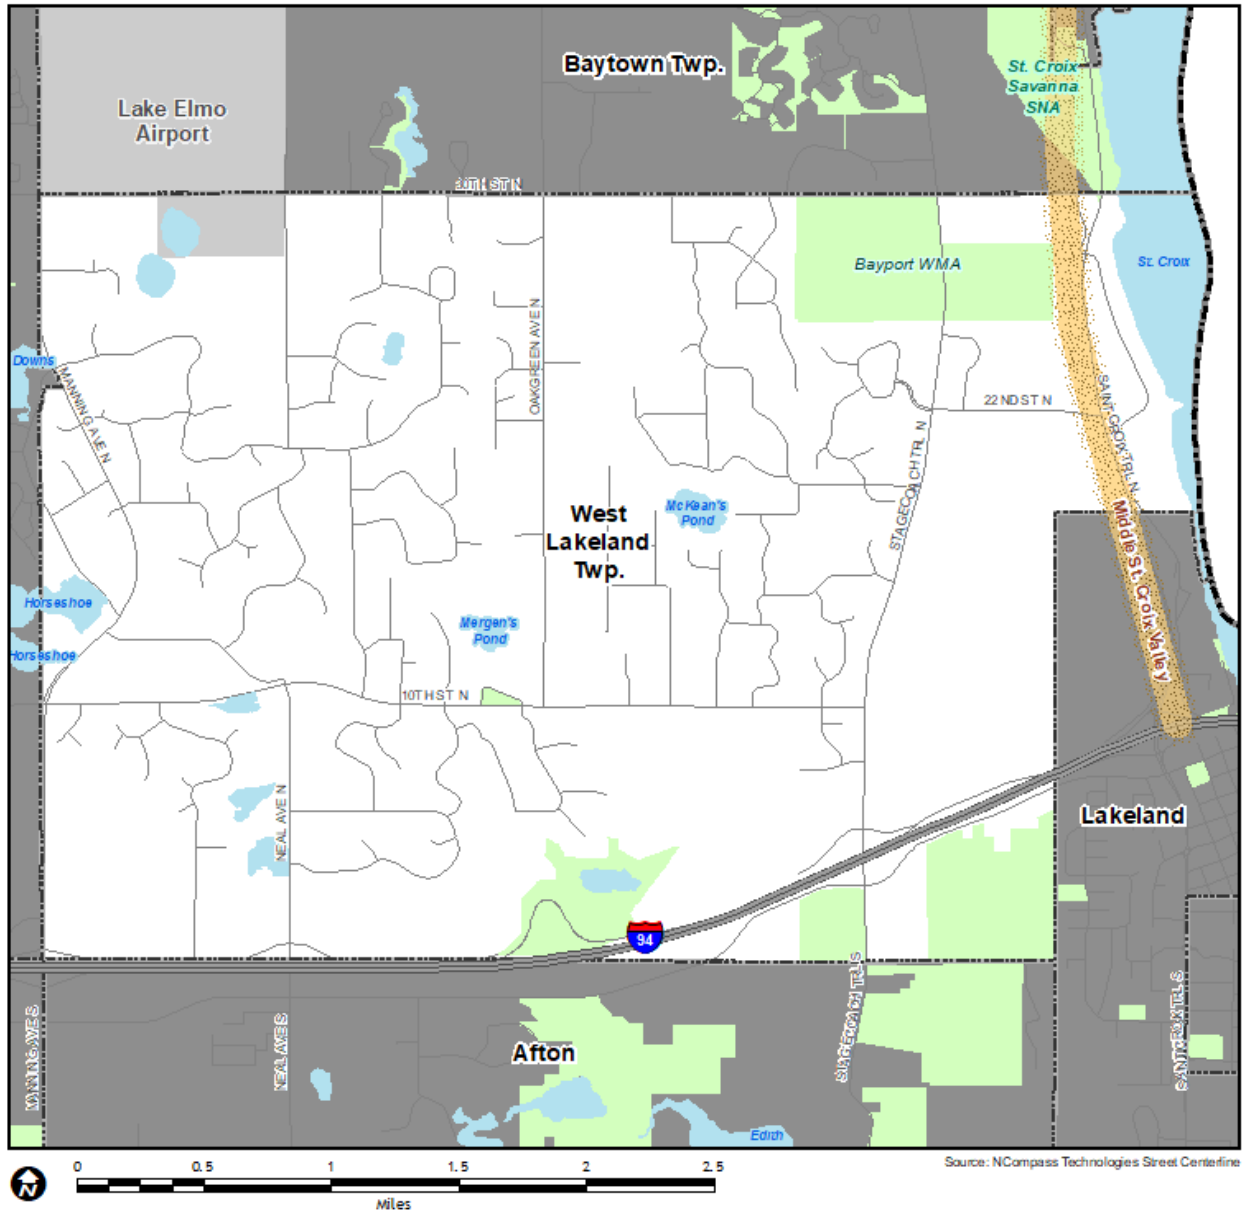 Baytown Twp.
St. Croix
Savanna
SNA
Lake Elmo
Airport
30TH ST N
Bayport WMA
St. Croix
OAKGREEN AVE N
Downs
MANNING AVE N
22ND ST N
SAINT CROIX TRL N
STAGECOACH TRL N
McKean's
Pond
West
Lakeland
Twp.
Middle St. Croix Valley
Horseshoe
Mergen's
Pond
Horseshoe
10TH ST N
NEAL AVE N
Lakeland
94
MANNING AVE S
NEAL AVE S
Afton
STAGECOACH TRL S
SAINT CROIX TRL S
Edith
Source: NCompass Technologies Street Centerline
N
0 0.5 1 1.5 2 2.5
Miles